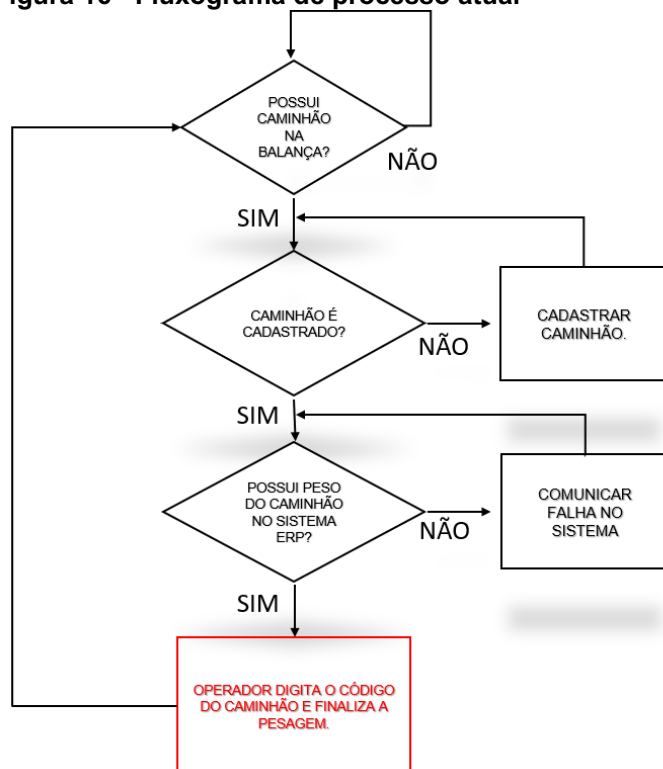 igura 10 - Fluxograma de processo atual
POSSUI
CAMINHÃO
NA
BALANÇA?
NÃO
SIM
CAMINHÃO É
CADASTRADO?
NÃO
CADASTRAR
CAMINHÃO.
SIM
POSSUI PESO
DO CAMINHÃO
NO SISTEMA
ERP?
NÃO
COMUNICAR
FALHA NO
SISTEMA
SIM
OPERADOR DIGITA O CÓDIGO
DO CAMINHÃO E FINALIZA A
PESAGEM.